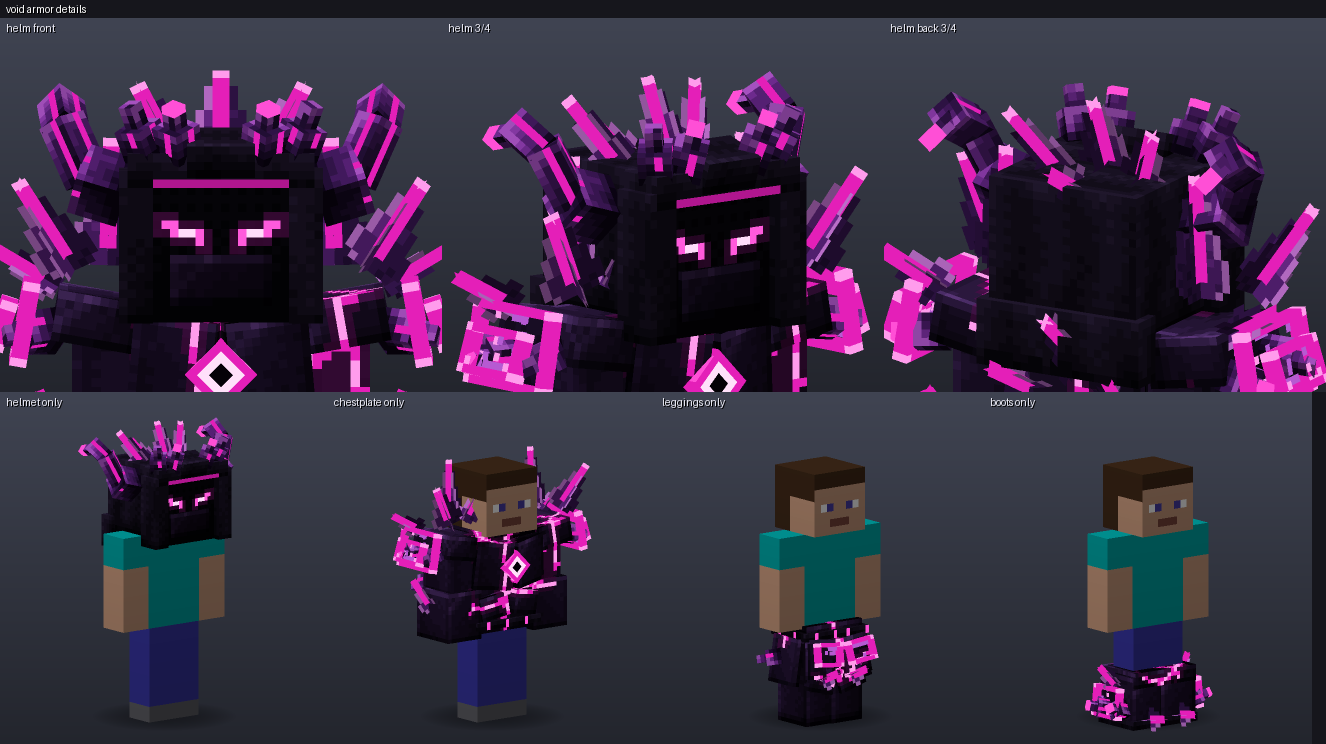 void armor details
helm front
helm 3/4
helm back 3/4
helmet only
chestplate only
leggings only
boots only